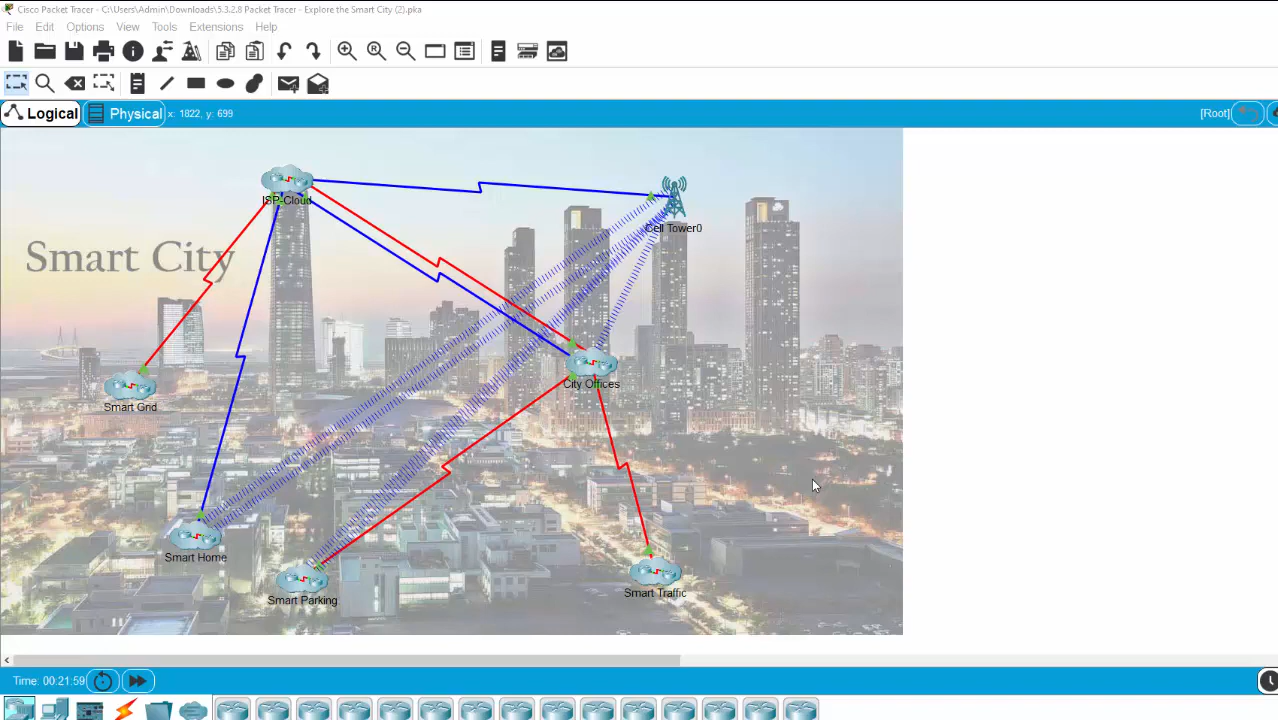 Cisco Packet Tracer - C:\Users\Admin\Downloads\5.3.2.8 Packet Tracer - Explore the Smart City (2).pka
File Edit Options View Tools Extensions Help
Logical Physical x: 1822, y: 699 [Root]
ISP-Cloud
Cell Tower0
Smart City
City Offices
Smart Grid
Smart Home
Smart Parking
Smart Traffic
Time: 00:21:59